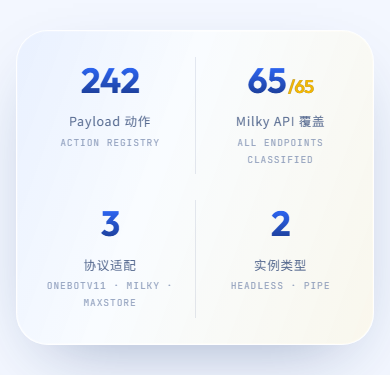 242
Payload 动作
ACTION REGISTRY
65/65
Milky API 覆盖
ALL ENDPOINTS
CLASSIFIED
3
协议适配
ONEBOTV11 · MILKY ·
MAXSTORE
2
实例类型
HEADLESS · PIPE